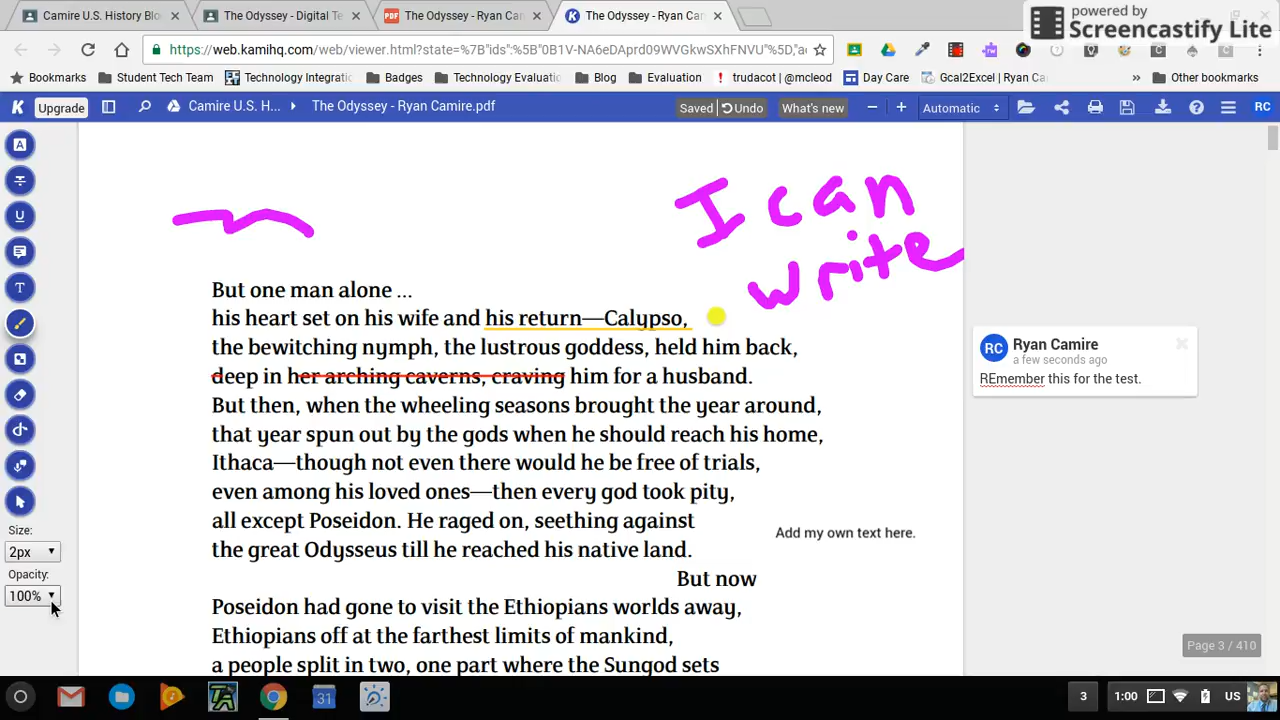 Camire U.S. History Blo
The Odyssey - Digital Te
PDF The Odyssey - Ryan Can
The Odyssey - Ryan Cam
powered by
Screencastify Lite
https://web.kamihq.com/web/viewer.html?state=%7B"ids"%3A%5B"0B1V-NA6eDAprd09WVGkwSXhFNVU"%5D,"ac
Bookmarks
Student Tech Team
Technology Integratic
Badges
Technology Evaluatio
Blog
Evaluation
trudacot | @mcleod
Day Care
Gcal2Excel | Ryan Ca
»
Other bookmarks
K Upgrade
Camire U.S. H...
The Odyssey - Ryan Camire.pdf
Saved | Undo
What's new
Automatic
RC
I can
write
But one man alone ...
his heart set on his wife and his return—Calypso,
the bewitching nymph, the lustrous goddess, held him back,
deep in her arching caverns, craving him for a husband.
But then, when the wheeling seasons brought the year around,
that year spun out by the gods when he should reach his home,
Ithaca—though not even there would he be free of trials,
even among his loved ones—then every god took pity,
all except Poseidon. He raged on, seething against
the great Odysseus till he reached his native land.
But now
Poseidon had gone to visit the Ethiopians worlds away,
Ethiopians off at the farthest limits of mankind,
a people split in two, one part where the Sungod sets
Add my own text here.
RC Ryan Camire
a few seconds ago
REmember this for the test.
Size:
2px
Opacity:
100%
Page 3 / 410
31
3
1:00
US